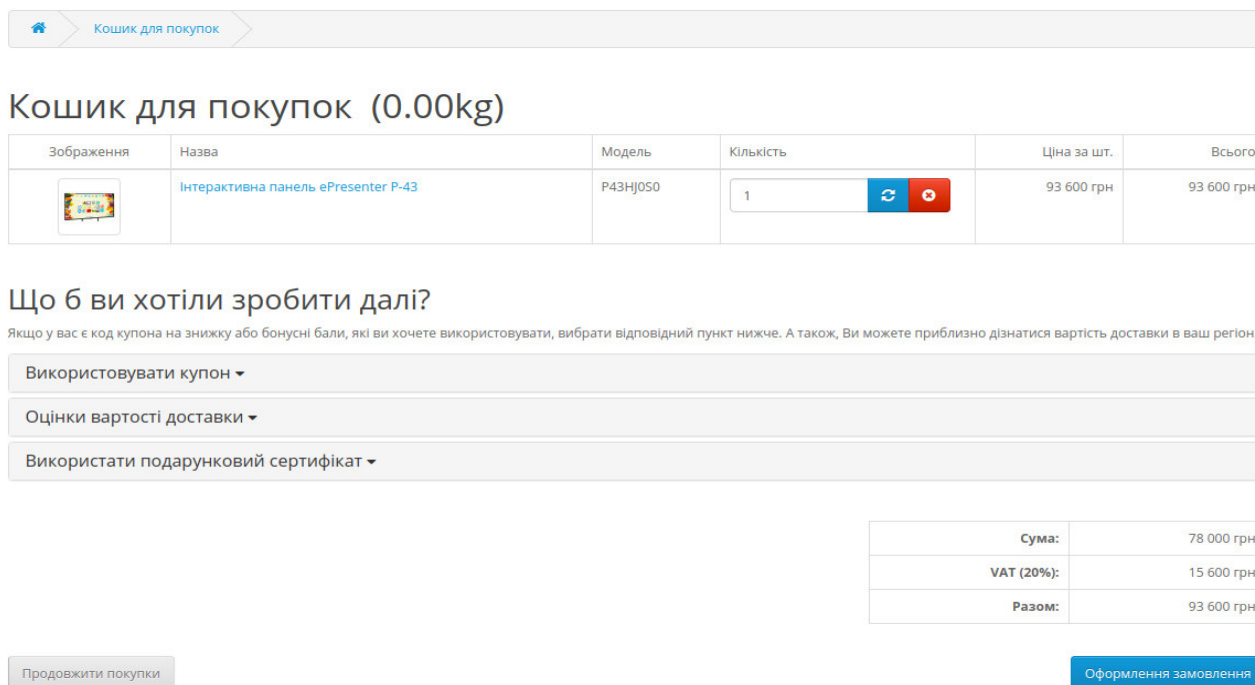 Кошик для покупок
Кошик для покупок (0.00kg)
Зображення Назва Модель Кількість Ціна за шт. Всього
Інтерактивна панель ePresenter P-43 P43HJ0S0 1 93 600 грн 93 600 грн
Що б ви хотіли зробити далі?
Якщо у вас є код купона на знижку або бонусні бали, які ви хочете використовувати, вибрати відповідний пункт нижче. А також, Ви можете приблизно дізнатися вартість доставки в ваш регіон
Використовувати купон
Оцінки вартості доставки
Використати подарунковий сертифікат
Сума: 78 000 грн
VAT (20%): 15 600 грн
Разом: 93 600 грн
Продовжити покупки Оформлення замовлення